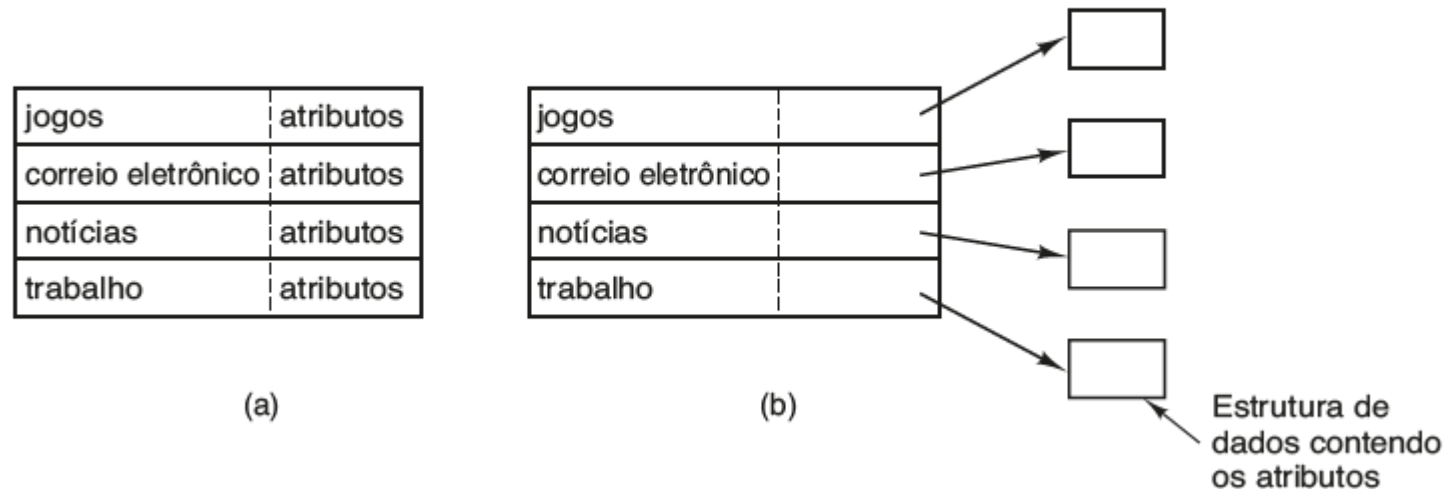 jogos atributos
correio eletrônico atributos
notícias atributos
trabalho atributos
(a)
jogos
correio eletrônico
notícias
trabalho
(b)
Estrutura de
dados contendo
os atributos